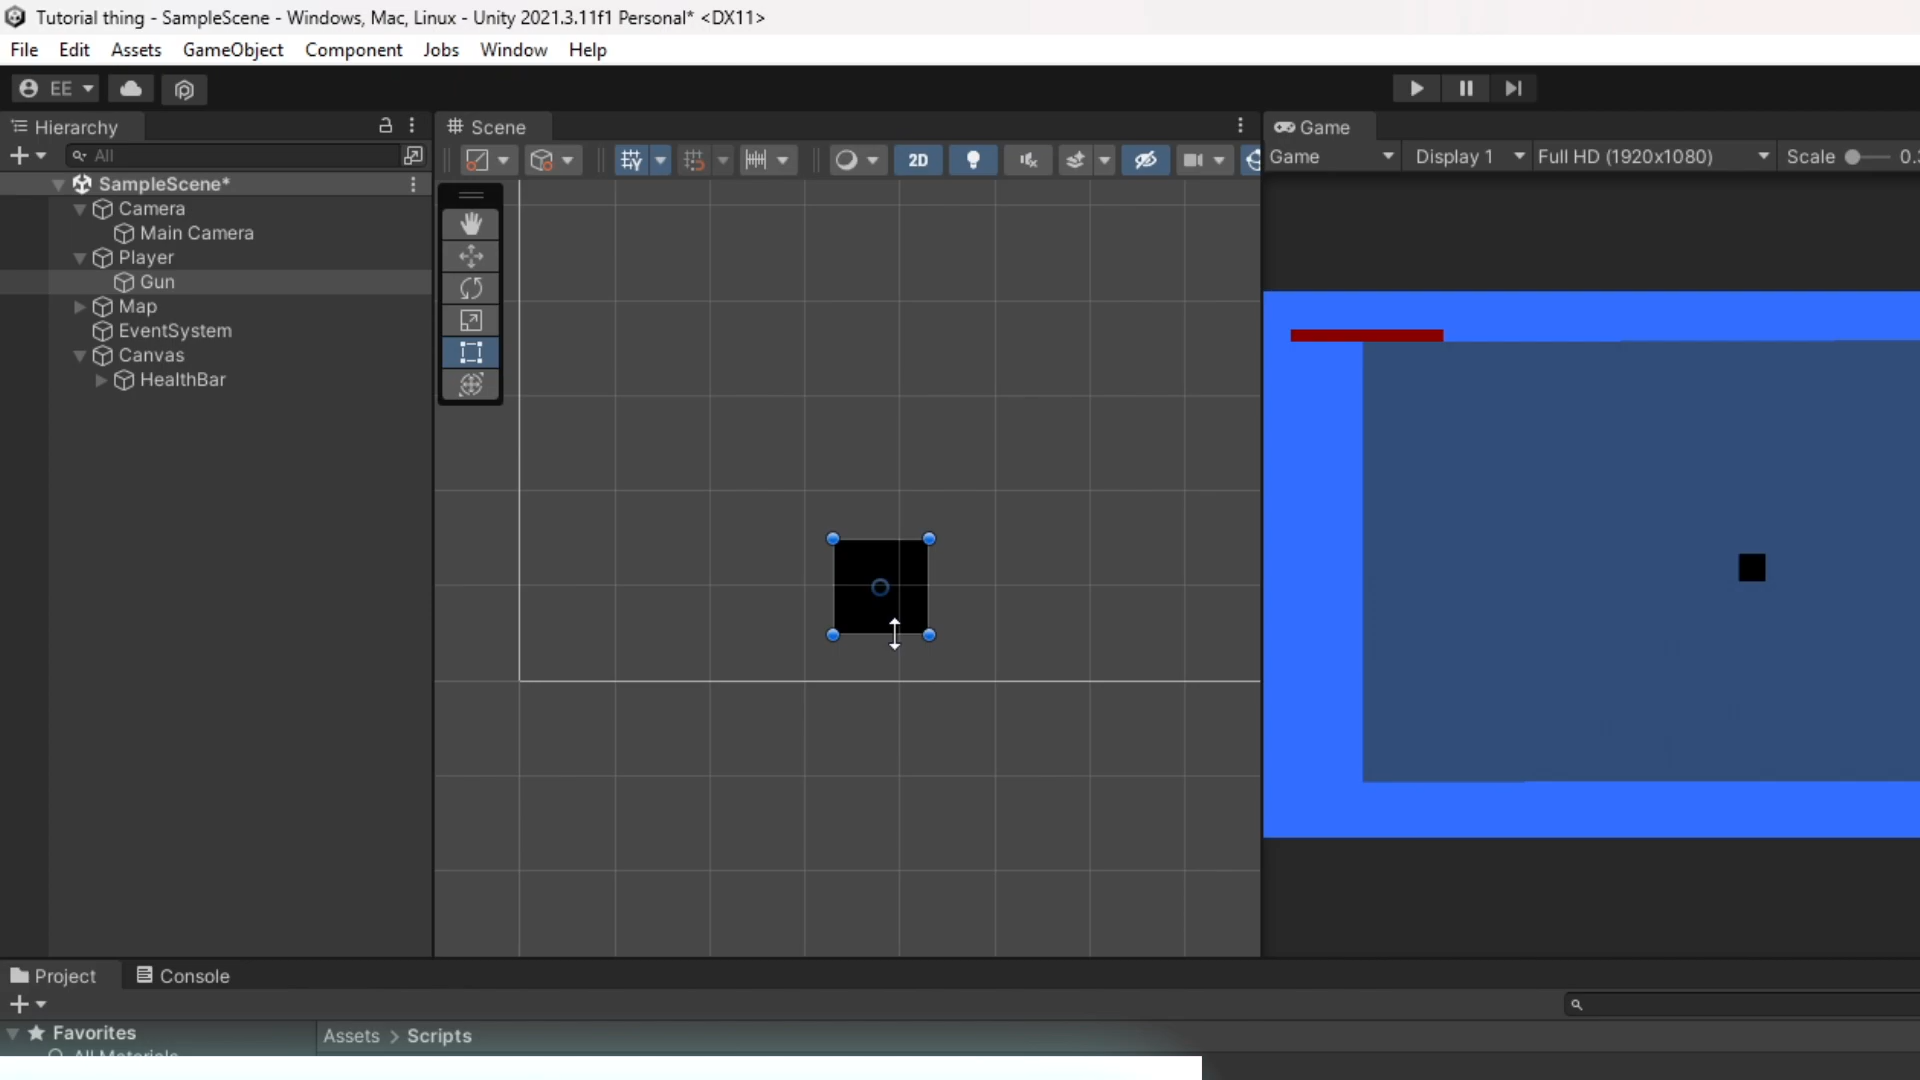 Tutorial thing - SampleScene - Windows, Mac, Linux - Unity 2021.3.11f1 Personal* <DX11>
File Edit Assets GameObject Component Jobs Window Help
EE
Hierarchy
Scene
Game
All
2D
Game
Display 1
Full HD (1920x1080)
Scale
SampleScene*
Camera
Main Camera
Player
Gun
Map
EventSystem
Canvas
HealthBar
Project
Console
Favorites
Assets > Scripts
All Materials